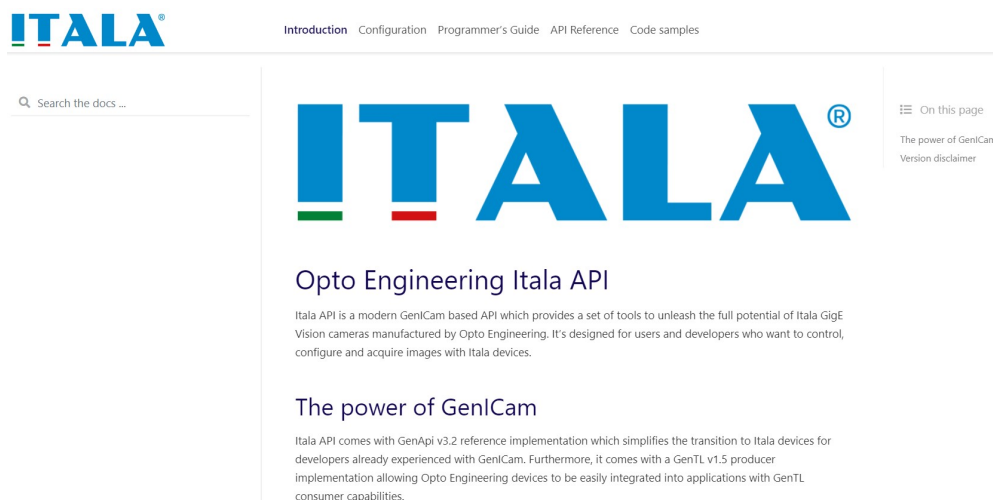 ITALA®
Introduction Configuration Programmer's Guide API Reference Code samples
Search the docs ...
ITALA®
On this page
The power of GenICam
Version disclaimer
Opto Engineering Itala API
Itala API is a modern GenICam based API which provides a set of tools to unleash the full potential of Itala GigE
Vision cameras manufactured by Opto Engineering. It's designed for users and developers who want to control,
configure and acquire images with Itala devices.
The power of GenICam
Itala API comes with GenApi v3.2 reference implementation which simplifies the transition to Itala devices for
developers already experienced with GenICam. Furthermore, it comes with a GenTL v1.5 producer
implementation allowing Opto Engineering devices to be easily integrated into applications with GenTL
consumer capabilities.